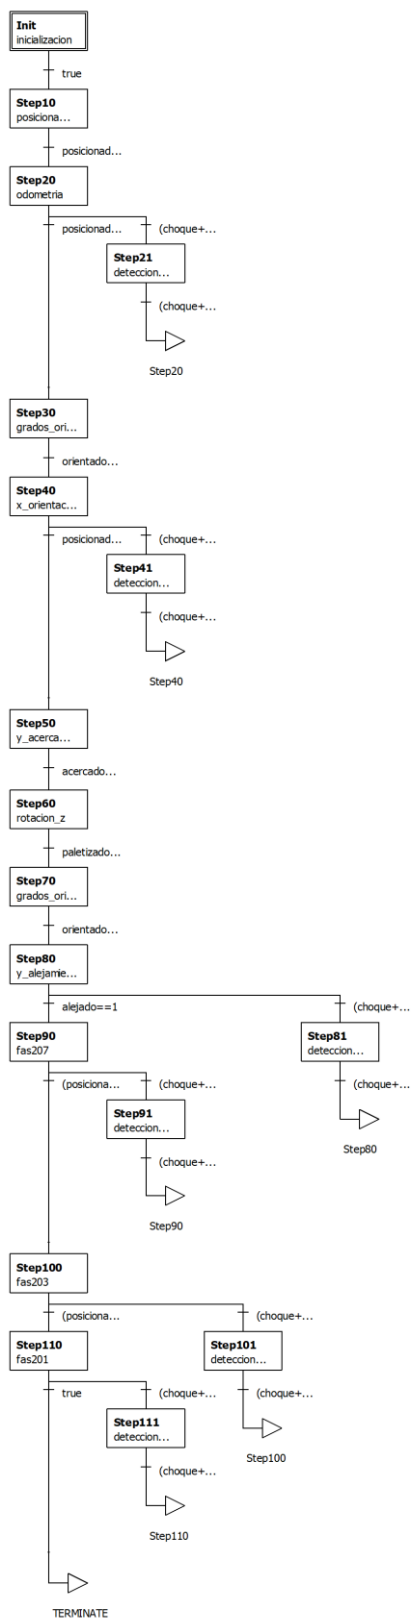 Init
inicializacion
true
Step10
posiciona...
posicionad...
Step20
odometria
posicionad...
(choque+...
Step21
deteccion...
(choque+...
Step20
Step30
grados_ori...
orientado...
Step40
x_orientac...
posicionad...
(choque+...
Step41
deteccion...
(choque+...
Step40
Step50
y_acerca...
acercado...
Step60
rotacion_z
paletizado...
Step70
grados_ori...
orientado...
Step80
y_alejamie...
alejado==1
(choque+...
Step90
fas207
Step81
deteccion...
(posiciona...
(choque+...
(choque+...
Step91
deteccion...
Step80
(choque+...
Step90
Step100
fas203
(posiciona...
(choque+...
Step110
fas201
Step101
deteccion...
true
(choque+...
(choque+...
Step111
deteccion...
Step100
(choque+...
Step110
TERMINATE